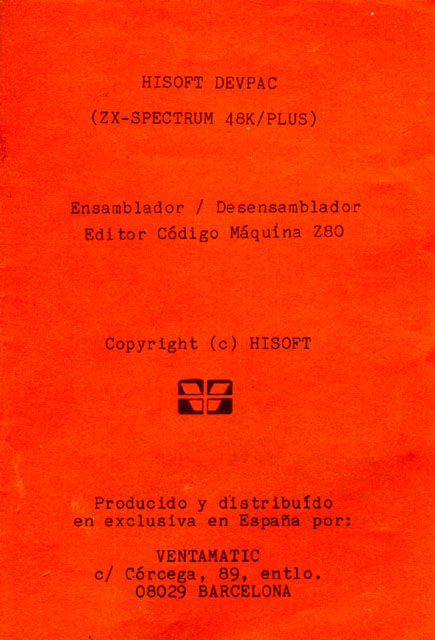 HISOFT DEVPAC
(ZX-SPECTRUM 48K/PLUS)
Ensamblador / Desensamblador
Editor Código Máquina Z80
Copyright (c) HISOFT
Producido y distribuído
en exclusiva en España por:
VENTAMATIC
c/ Córcega, 89, entlo.
08029 BARCELONA